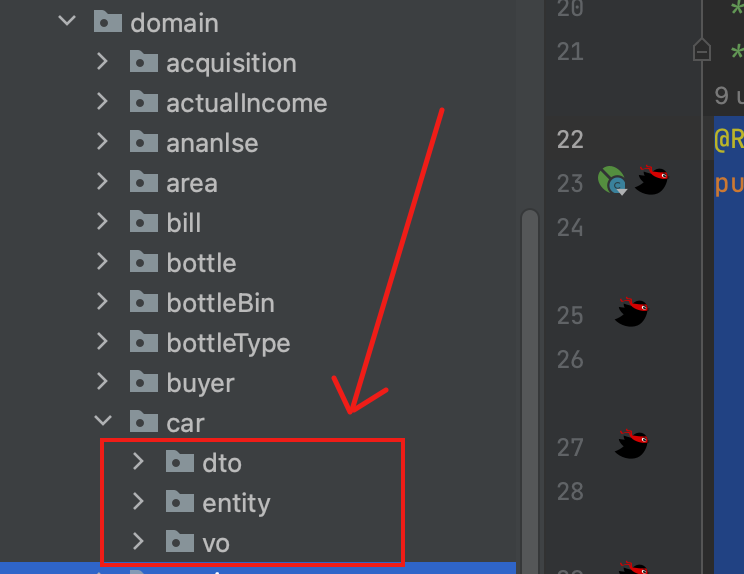 domain
acquisition
actualIncome
ananlse
area
bill
bottle
bottleBin
bottleType
buyer
car
dto
entity
vo
20 *
21 *
9 u
22 @R
23 pu
24
25
26
27
28